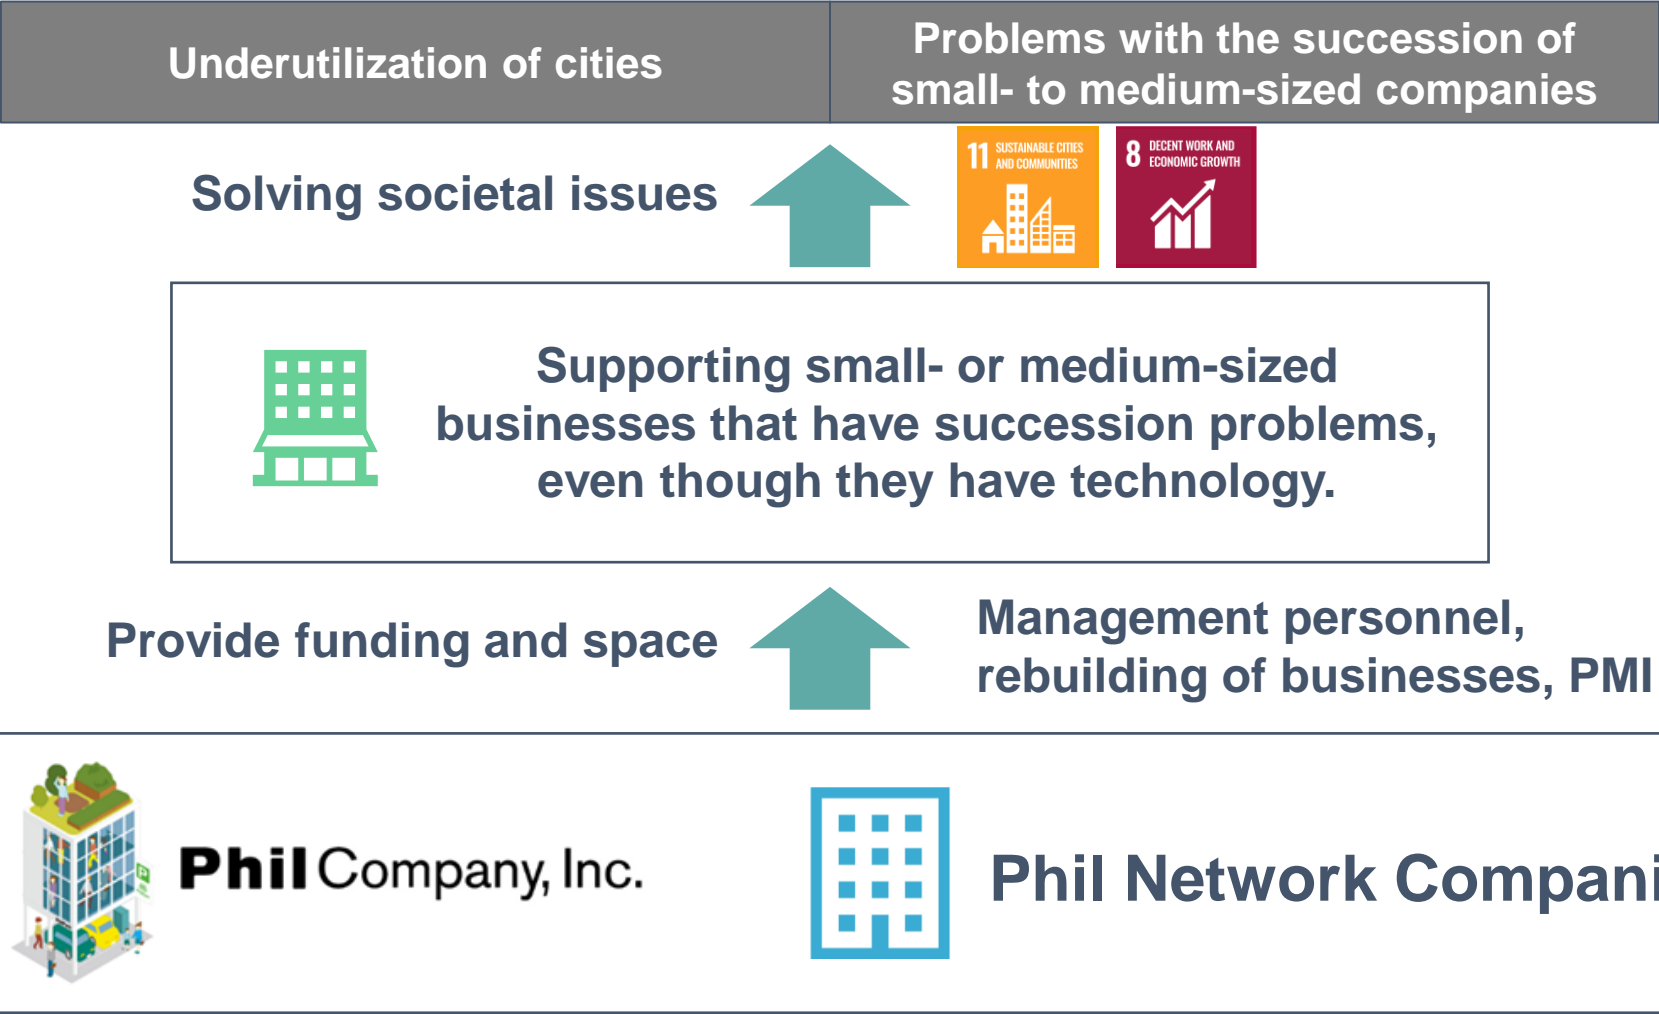 Underutilization of cities
Problems with the succession of
small- to medium-sized companies
Solving societal issues
11 SUSTAINABLE CITIES
AND COMMUNITIES
8 DECENT WORK AND
ECONOMIC GROWTH
Supporting small- or medium-sized
businesses that have succession problems,
even though they have technology.
Provide funding and space
Management personnel,
rebuilding of businesses, PMI
P
Phil Company, Inc.
Phil Network Compani